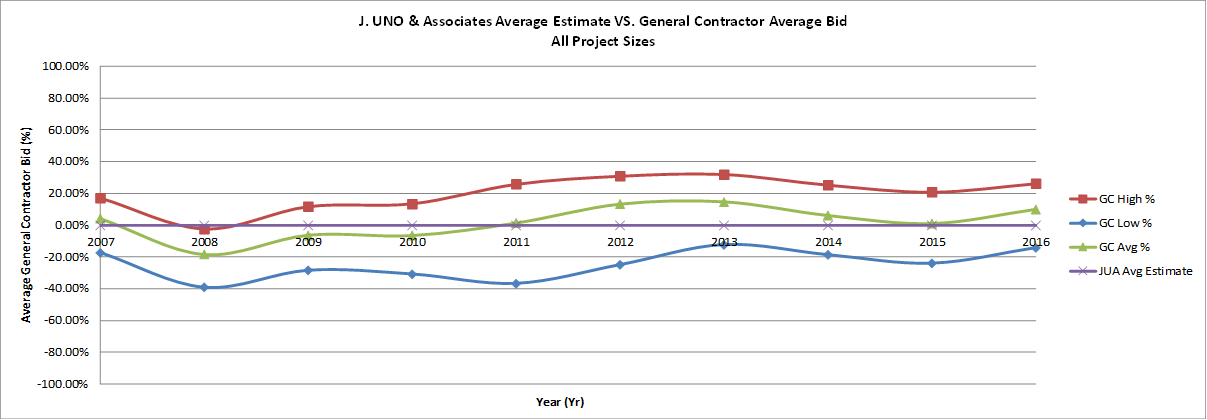 J. UNO & Associates Average Estimate VS. General Contractor Average Bid
All Project Sizes
100.00%
80.00%
60.00%
40.00%
20.00%
0.00%
-20.00%
-40.00%
-60.00%
-80.00%
-100.00%
Average General Contractor Bid (%)
2007 2008 2009 2010 2011 2012 2013 2014 2015 2016
Year (Yr)
GC High %
GC Low %
GC Avg %
JUA Avg Estimate